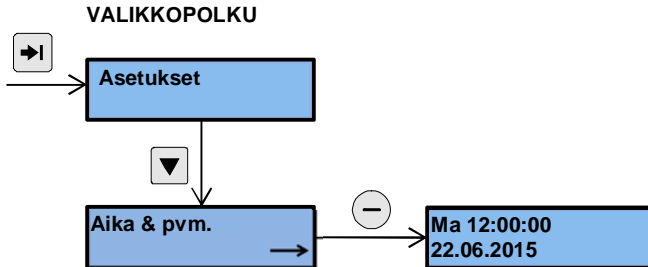 VALIKKOPOLKU
Asetukset
Aika & pvm.
Ma 12:00:00
22.06.2015